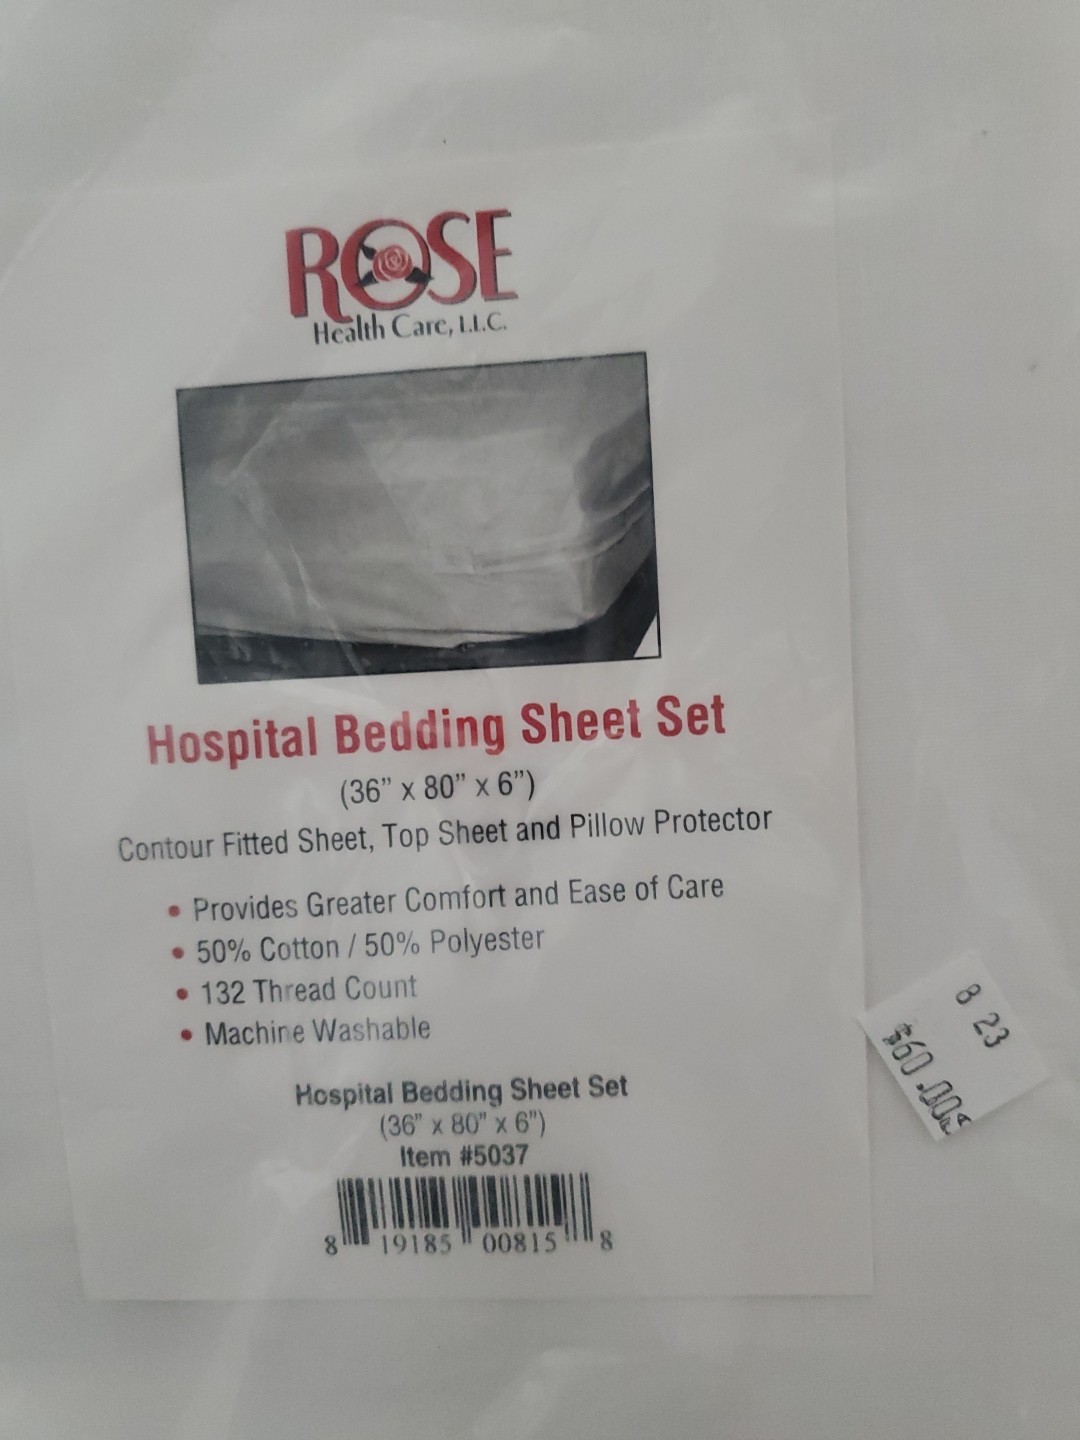 ROSE
Health Care, L.L.C.
Hospital Bedding Sheet Set
(36” x 80” x 6”)
Contour Fitted Sheet, Top Sheet and Pillow Protector
• Provides Greater Comfort and Ease of Care
• 50% Cotton / 50% Polyester
• 132 Thread Count
• Machine Washable
8 23
$60.00
Hospital Bedding Sheet Set
(36” x 80” x 6”)
Item #5037
8 19185 00815 8